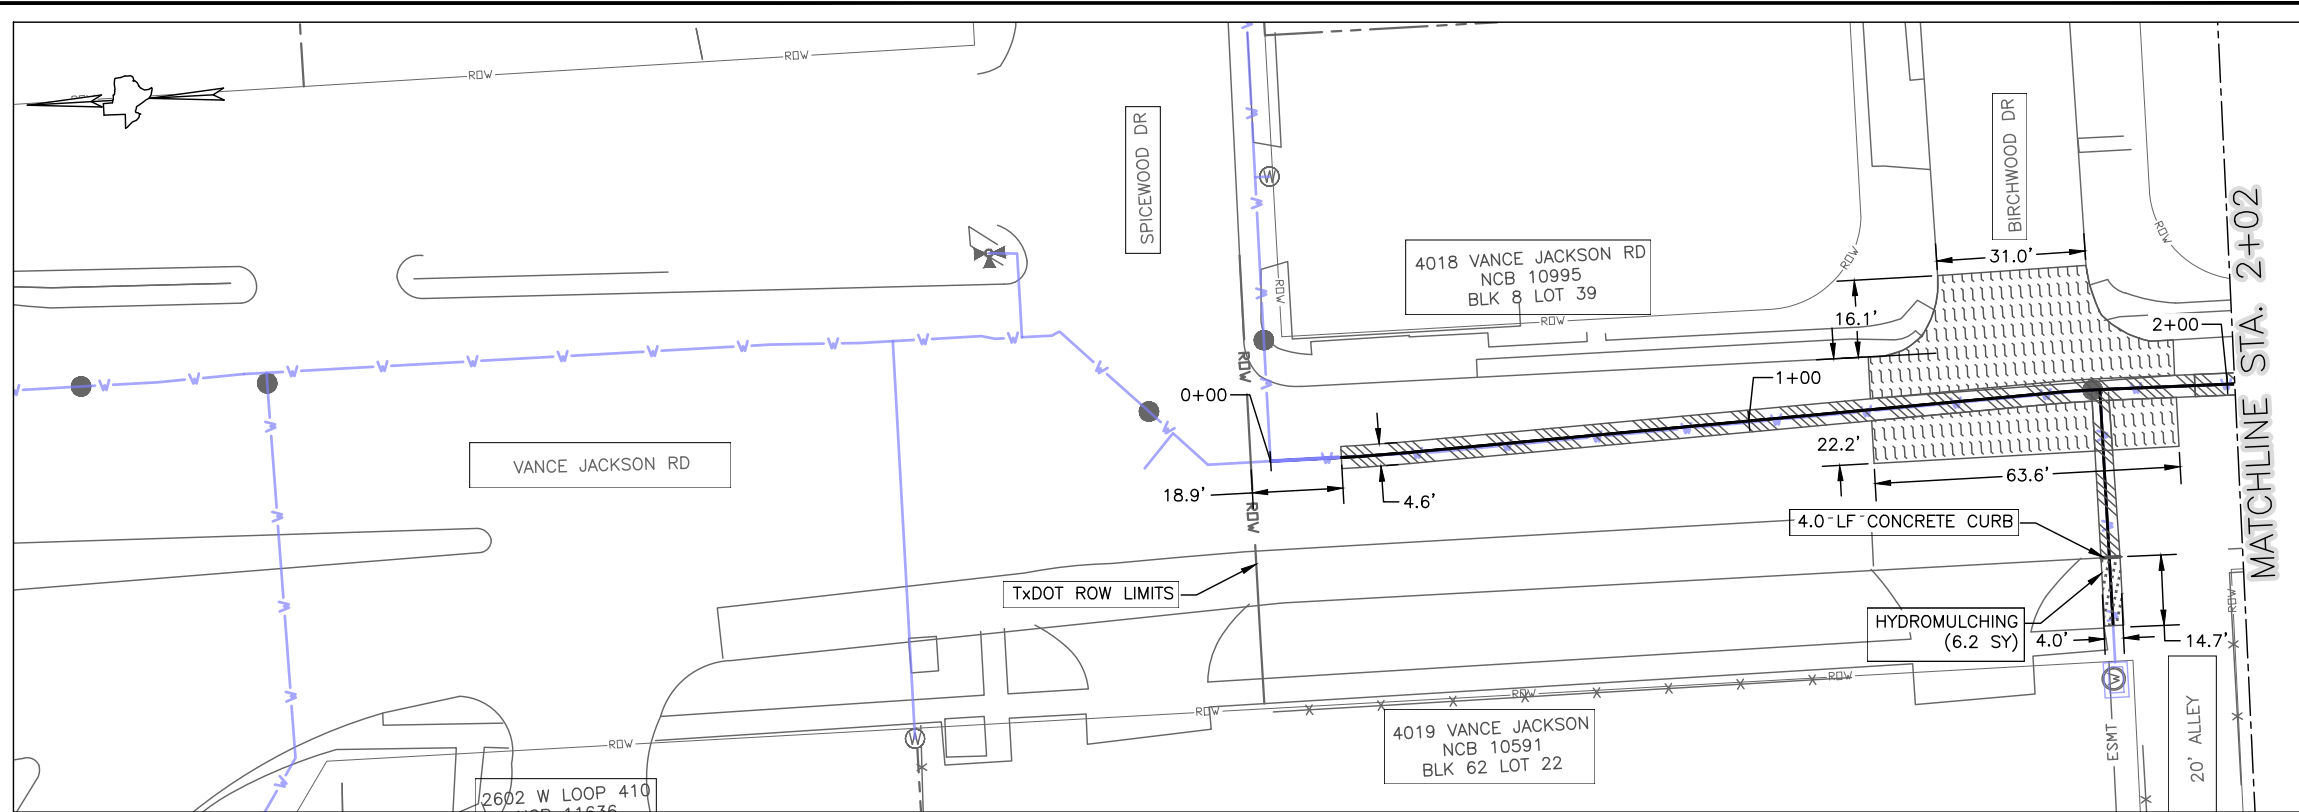 ROW
ROW
ROW
SPICEWOOD DR
BIRCHWOOD DR
4018 VANCE JACKSON RD
NCB 10995
BLK 8 LOT 39
ROW
ROW
ROW
ROW
31.0'
16.1'
2+00
MATCHLINE STA. 2+02
1+00
0+00
ROW
VANCE JACKSON RD
22.2'
63.6'
18.9'
4.6'
ROW
4.0 LF CONCRETE CURB
TxDOT ROW LIMITS
HYDROMULCHING
(6.2 SY)
4.0'
14.7'
ROW
ROW
ROW
ROW
ROW
4019 VANCE JACKSON
NCB 10591
BLK 62 LOT 22
ESMT
20' ALLEY
2602 W LOOP 410
NCB 11636
W
W
W